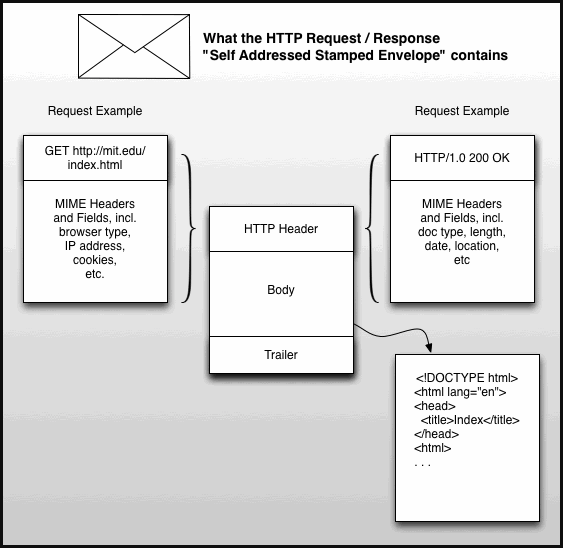 What the HTTP Request / Response
"Self Addressed Stamped Envelope" contains
Request Example
GET http://mit.edu/
index.html
MIME Headers
and Fields, incl.
browser type,
IP address,
cookies,
etc.
HTTP Header
Body
Trailer
Request Example
HTTP/1.0 200 OK
MIME Headers
and Fields, incl.
doc type, length,
date, location,
etc
<!DOCTYPE html>
<html lang="en">
<head>
<title>Index</title>
</head>
<html>
. . .